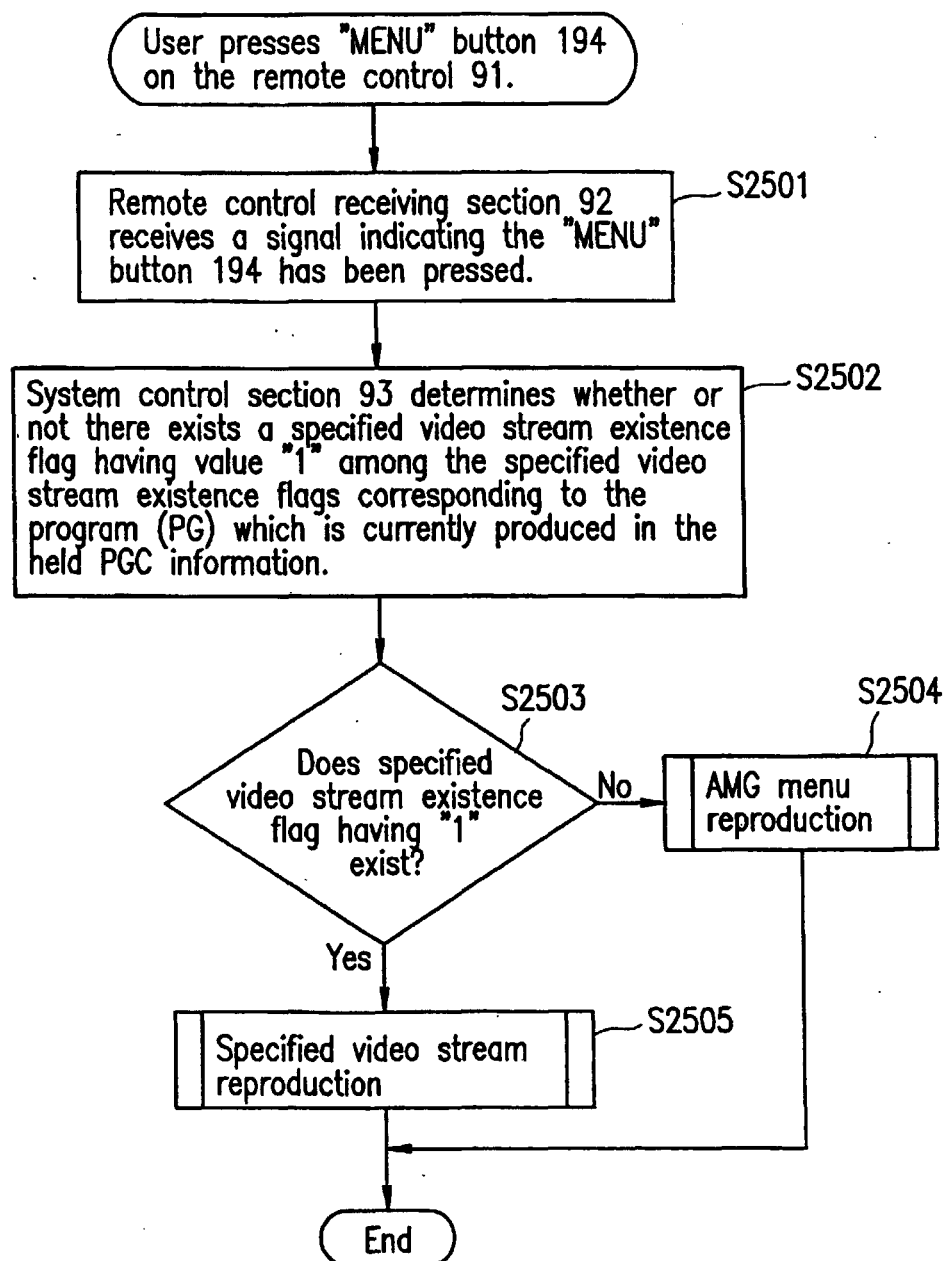 User presses "MENU" button 194
on the remote control 91.
S2501
Remote control receiving section 92
receives a signal indicating the "MENU"
button 194 has been pressed.
S2502
System control section 93 determines whether or
not there exists a specified video stream existence
flag having value "1" among the specified video
stream existence flags corresponding to the
program (PG) which is currently produced in the
held PGC information.
S2503
Does specified
video stream existence
flag having "1"
exist?
No
S2504
AMG menu
reproduction
Yes
S2505
Specified video stream
reproduction
End